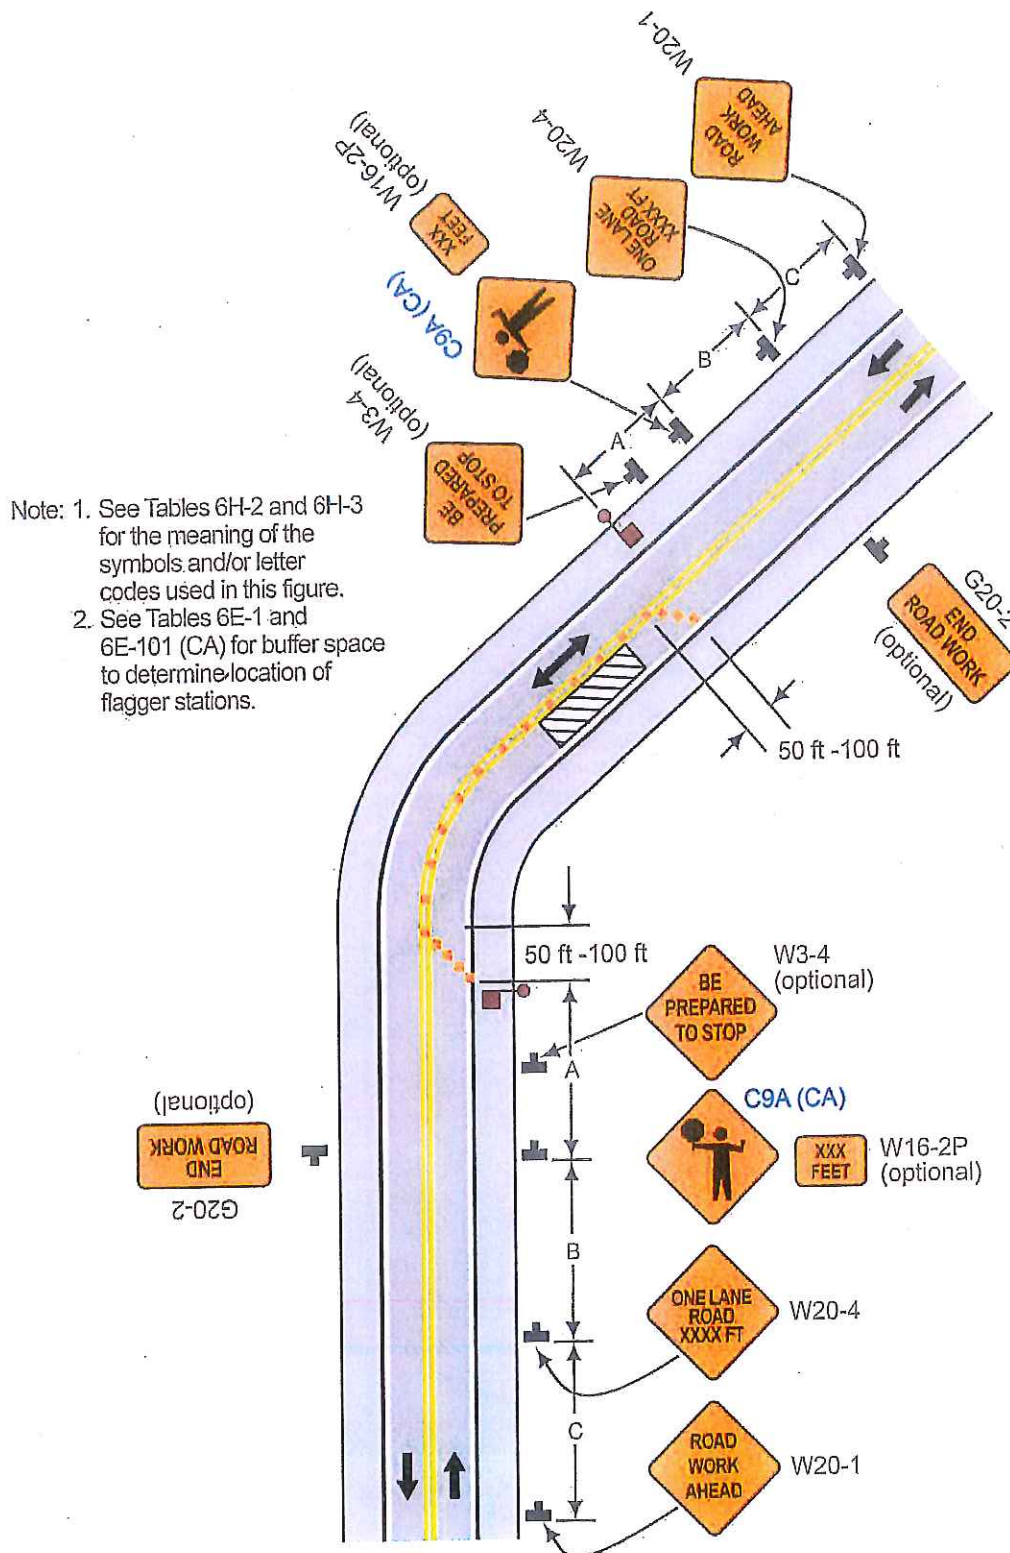 W20-1
ROAD
WORK
AHEAD
W20-4
ONE LANE
ROAD
XXXX FT
W16-2P
(optional)
XXX
FEET
C9A (CA)
W3-4
(optional)
BE
PREPARED
TO STOP
C
B
A
Note: 1. See Tables 6H-2 and 6H-3
for the meaning of the
symbols and/or letter
codes used in this figure.
2. See Tables 6E-1 and
6E-101 (CA) for buffer space
to determine location of
flagger stations.
G20-2
END
ROAD WORK
(optional)
50 ft -100 ft
50 ft -100 ft
W3-4
(optional)
BE
PREPARED
TO STOP
A
C9A (CA)
XXX
FEET
W16-2P
(optional)
G20-2
END
ROAD WORK
(optional)
B
ONE LANE
ROAD
XXXX FT
W20-4
C
ROAD
WORK
AHEAD
W20-1